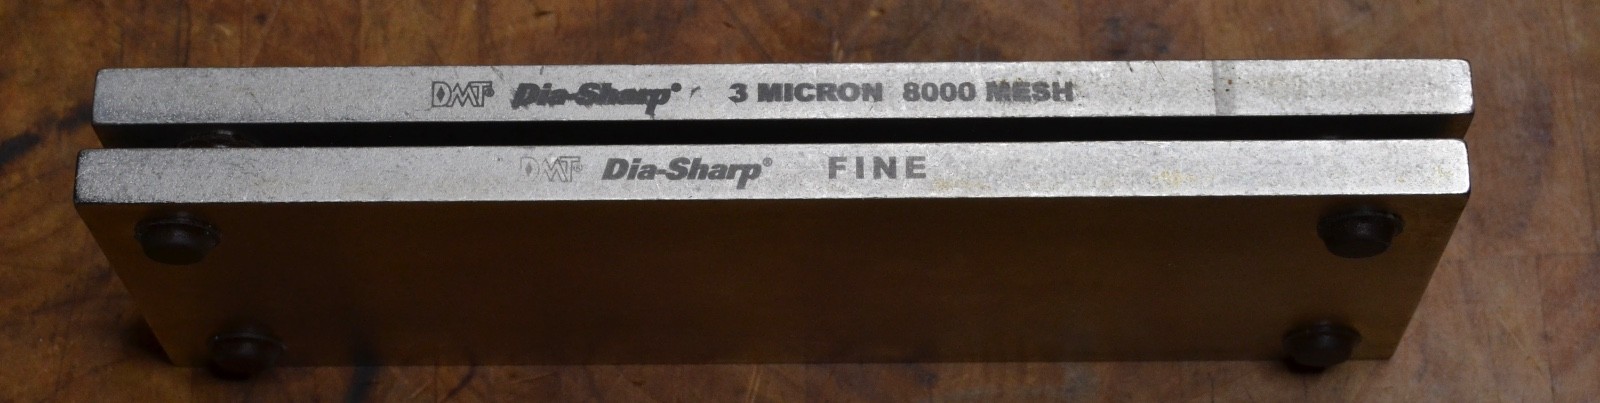 DMT® Dia-Sharp® 3 MICRON 8000 MESH
DMT® Dia-Sharp® FINE